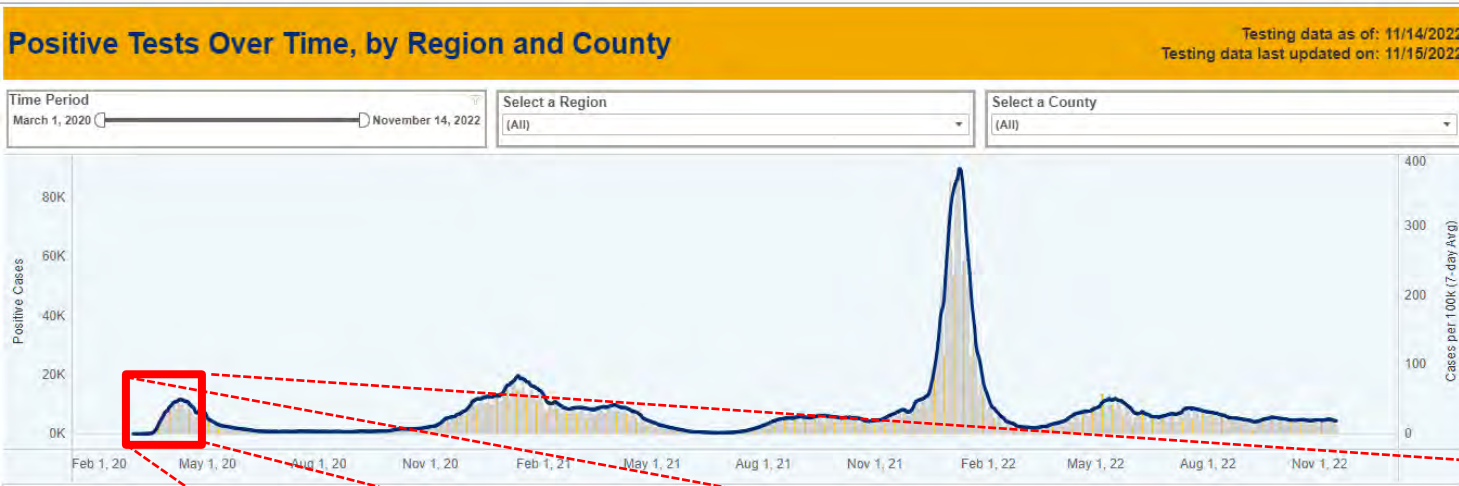 Positive Tests Over Time, by Region and County
Testing data as of: 11/14/2022
Testing data last updated on: 11/15/2022
Time Period
March 1, 2020
November 14, 2022
Select a Region
(All)
Select a County
(All)
80K
60K
40K
20K
0K
Positive Cases
400
300
200
100
0
Cases per 100K (7-day Avg)
Feb 1, 20
May 1, 20
Aug 1, 20
Nov 1, 20
Feb 1, 21
May 1, 21
Aug 1, 21
Nov 1, 21
Feb 1, 22
May 1, 22
Aug 1, 22
Nov 1, 22